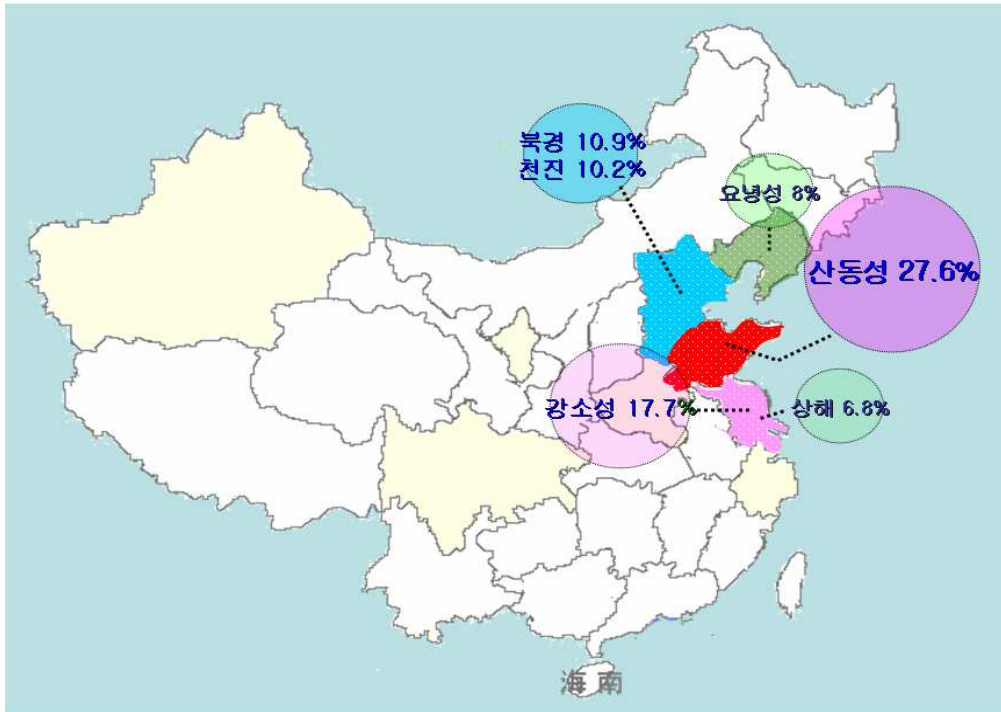 북경 10.9%
천진 10.2%
요녕성 8%
산동성 27.6%
강소성 17.7%
상해 6.8%
海南